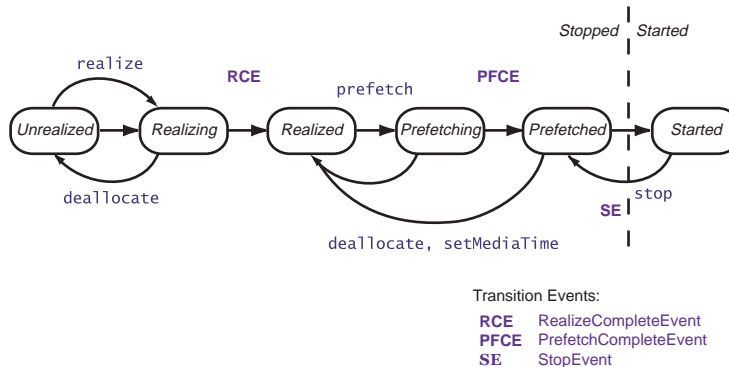 Stopped Started
realize
RCE
prefetch
PFCE
Unrealized
Realizing
Realized
Prefetching
Prefetched
Started
deallocate
stop
SE
deallocate, setMediaTime
Transition Events:
RCE RealizeCompleteEvent
PFCE PrefetchCompleteEvent
SE StopEvent